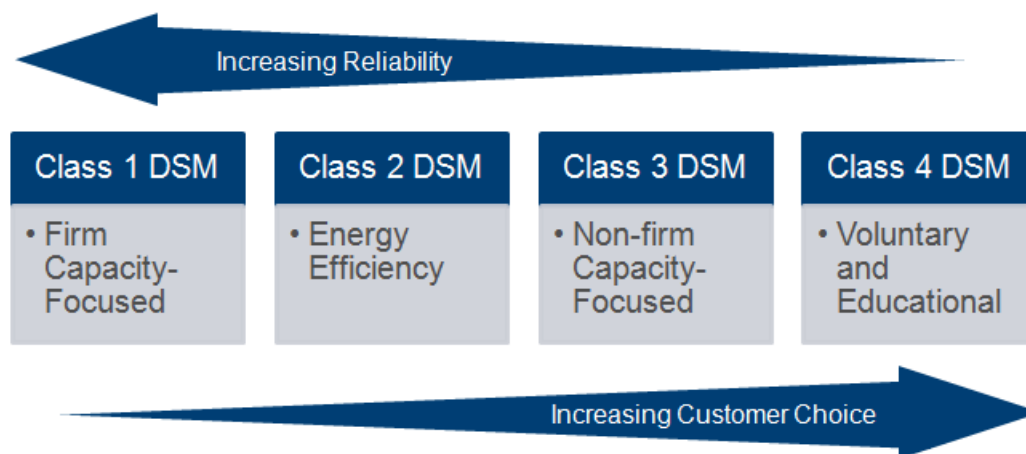 Increasing Reliability
Class 1 DSM
• Firm
Capacity-
Focused
Class 2 DSM
• Energy
Efficiency
Class 3 DSM
• Non-firm
Capacity-
Focused
Class 4 DSM
• Voluntary
and
Educational
Increasing Customer Choice